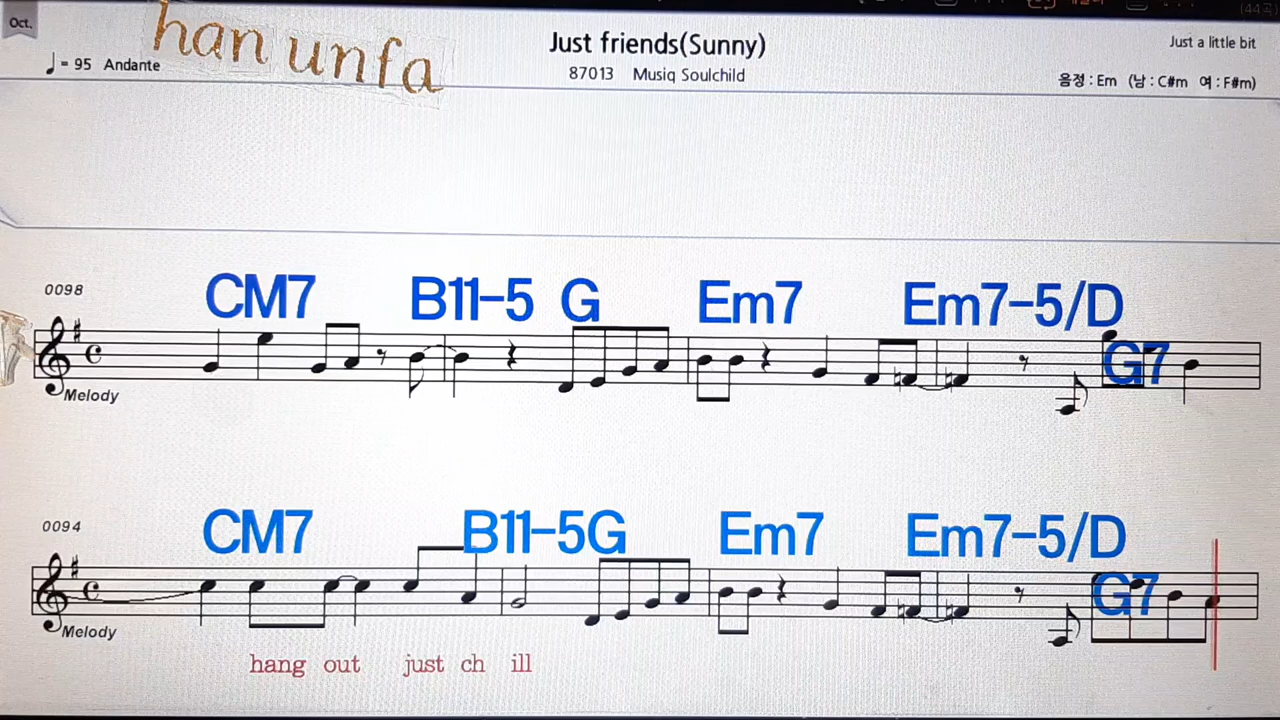 Oct.
han unfa
Just friends(Sunny)
Just a little bit
♩= 95 Andante
87013 Musiq Soulchild
음정 : Em (남 : C#m 여 : F#m)
0098
CM7 B11-5 G Em7 Em7-5/D G7
Melody
0094
CM7 B11-5G Em7 Em7-5/D G7
Melody
hang out just ch ill